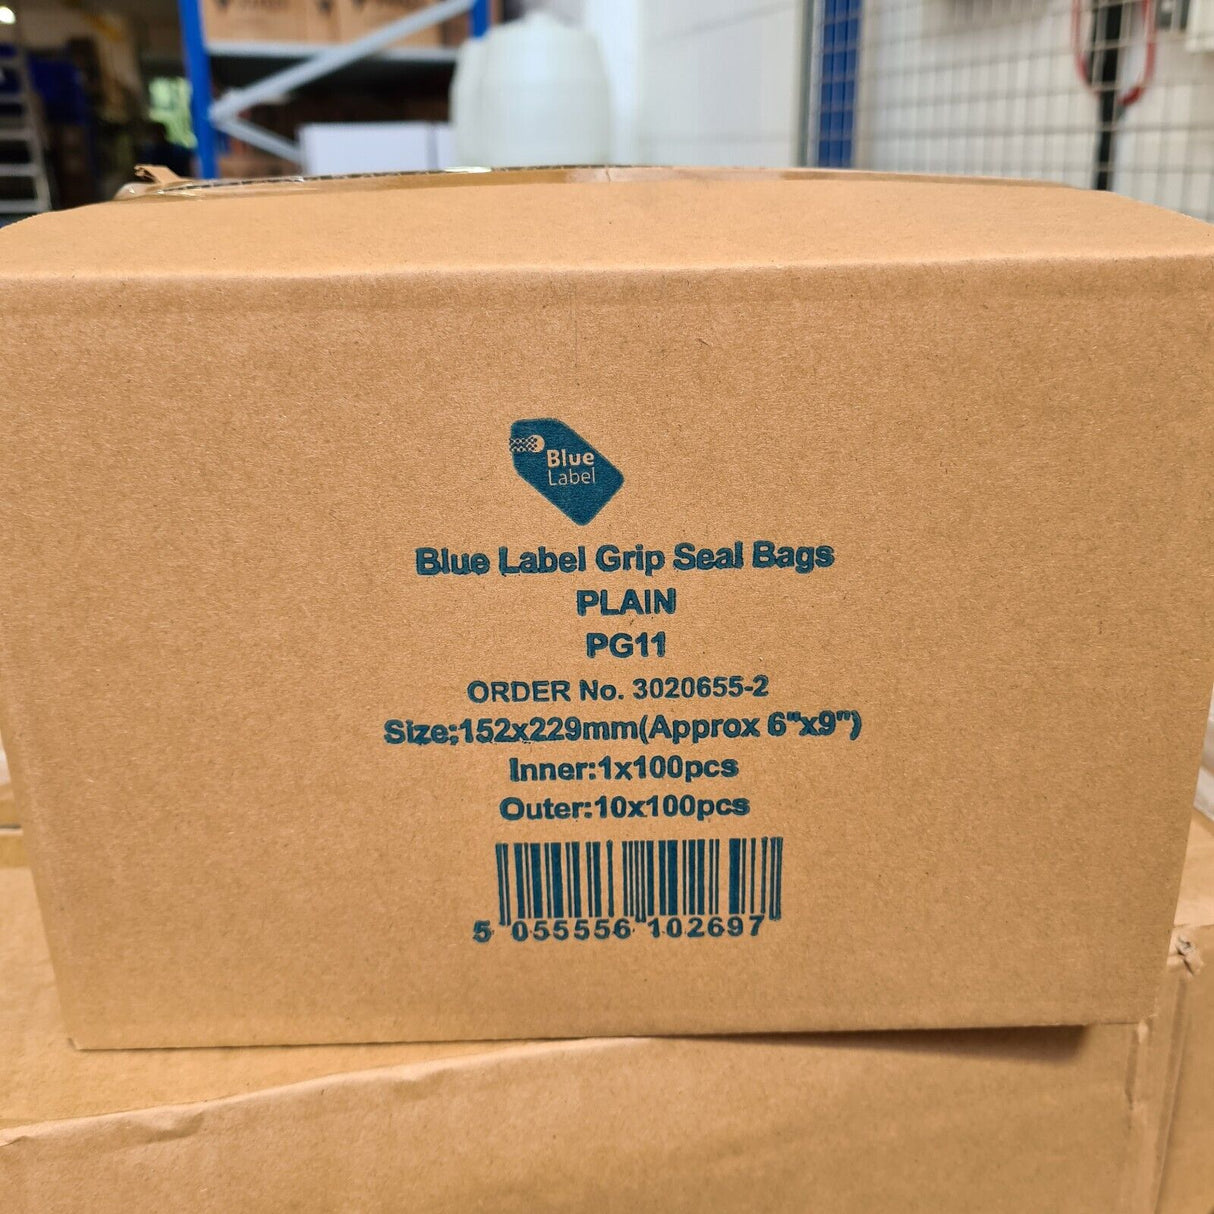 Blue
Label
Blue Label Grip Seal Bags
PLAIN
PG11
ORDER No. 3020655-2
Size;152x229mm(Approx 6"x9")
Inner:1x100pcs
Outer:10x100pcs
5 055556 102697